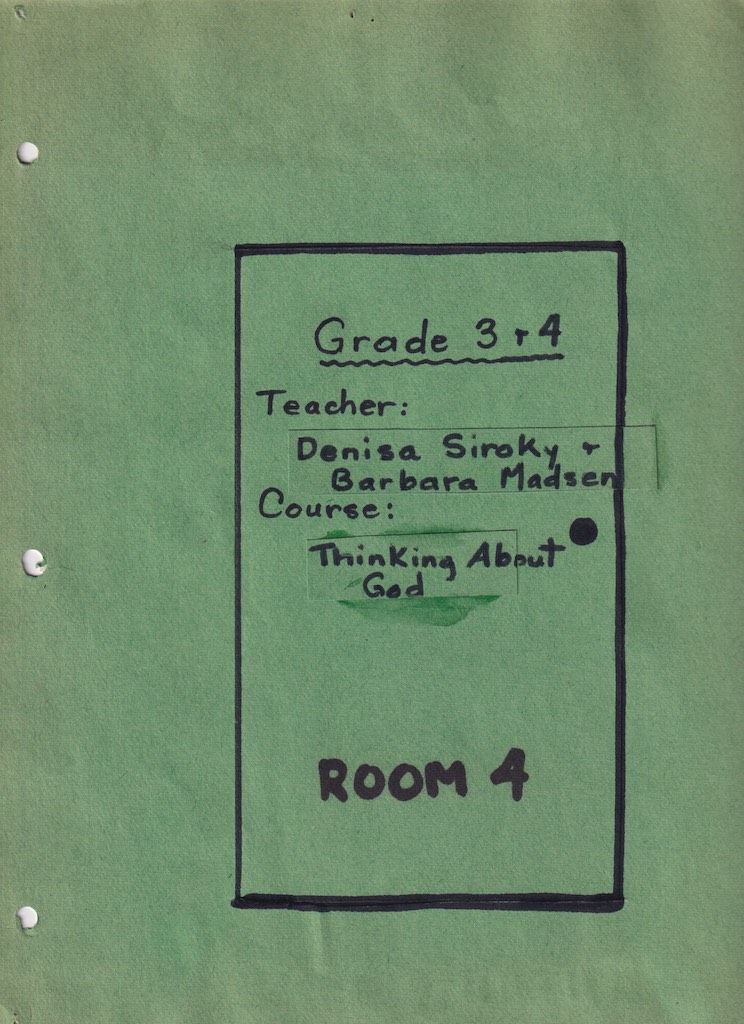 Grade 3 + 4
Teacher:
Denisa Siroky +
Barbara Madsen
Course:
Thinking About
God
ROOM 4